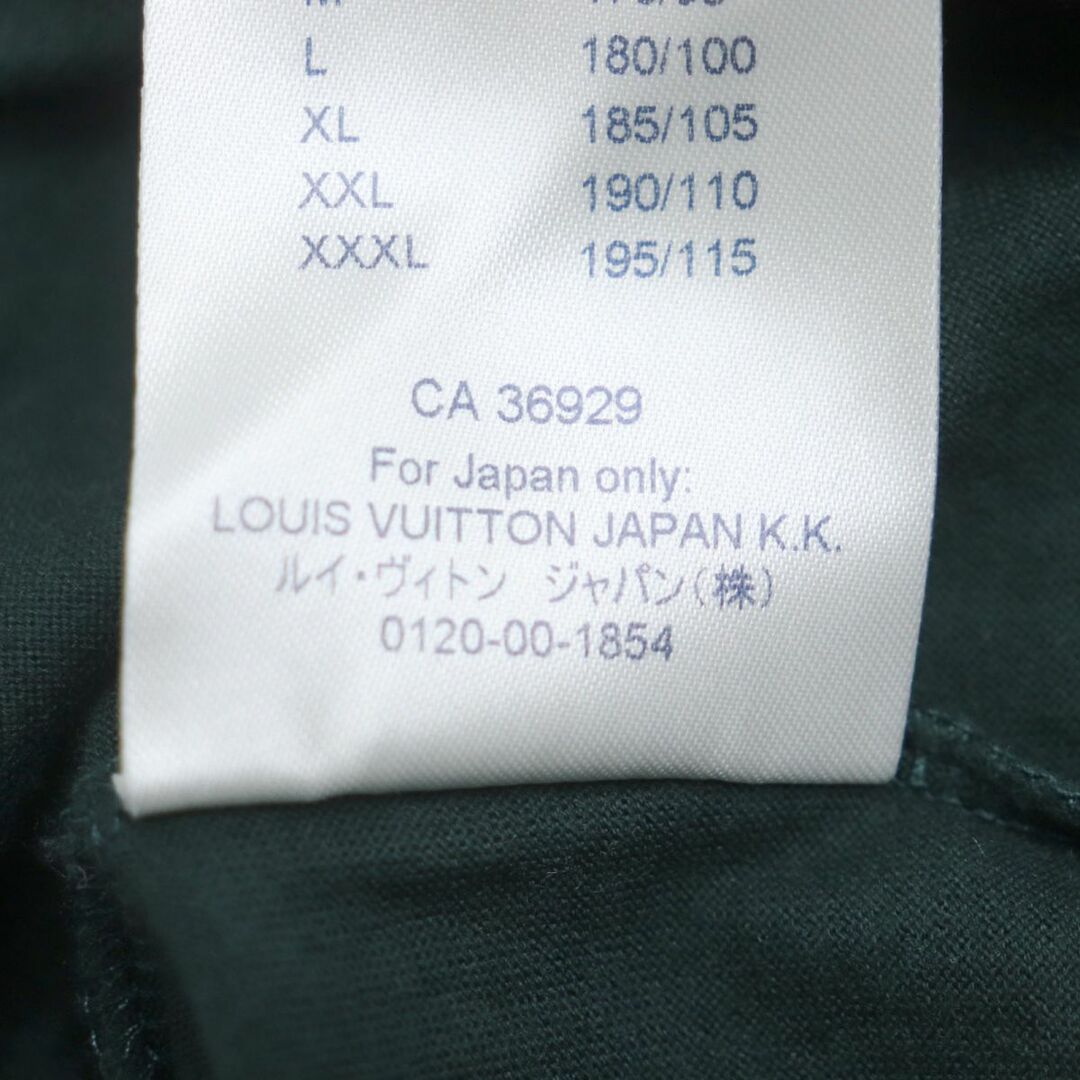 L 180/100
XL 185/105
XXL 190/110
XXXL 195/115
CA 36929
For Japan only:
LOUIS VUITTON JAPAN K.K.
ルイ・ヴィトン ジャパン(株)
0120-00-1854